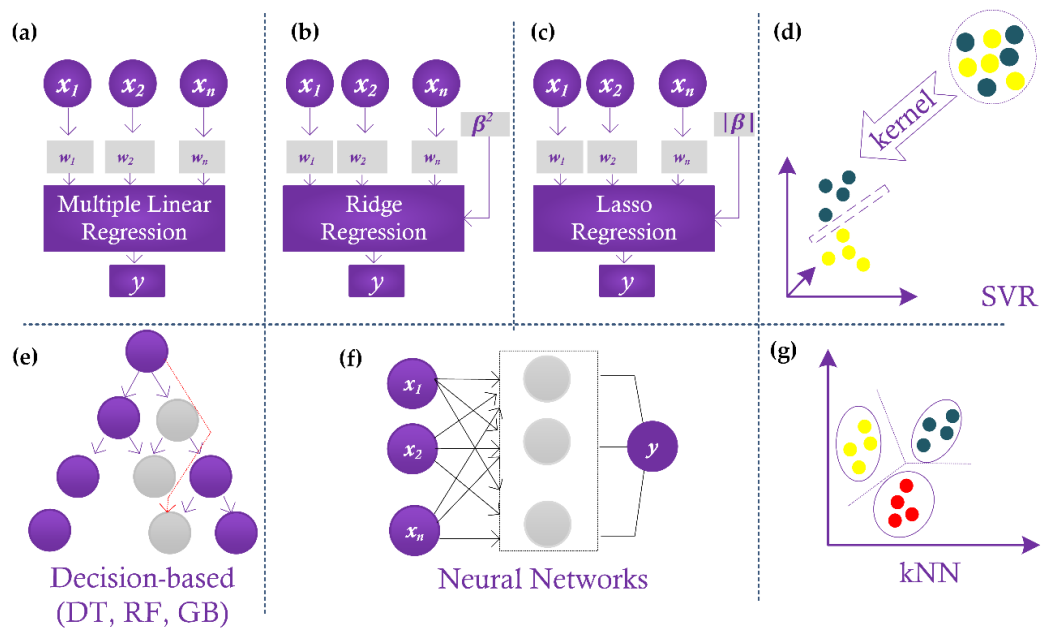 (a)
x1 x2 xn
w1 w2 wn
Multiple Linear
Regression
y
(b)
x1 x2 xn
β²
w1 w2 wn
Ridge
Regression
y
(c)
x1 x2 xn
|β|
w1 w2 wn
Lasso
Regression
y
(d)
kernel
SVR
(e)
Decision-based
(DT, RF, GB)
(f)
x1
x2
xn
y
Neural Networks
(g)
kNN